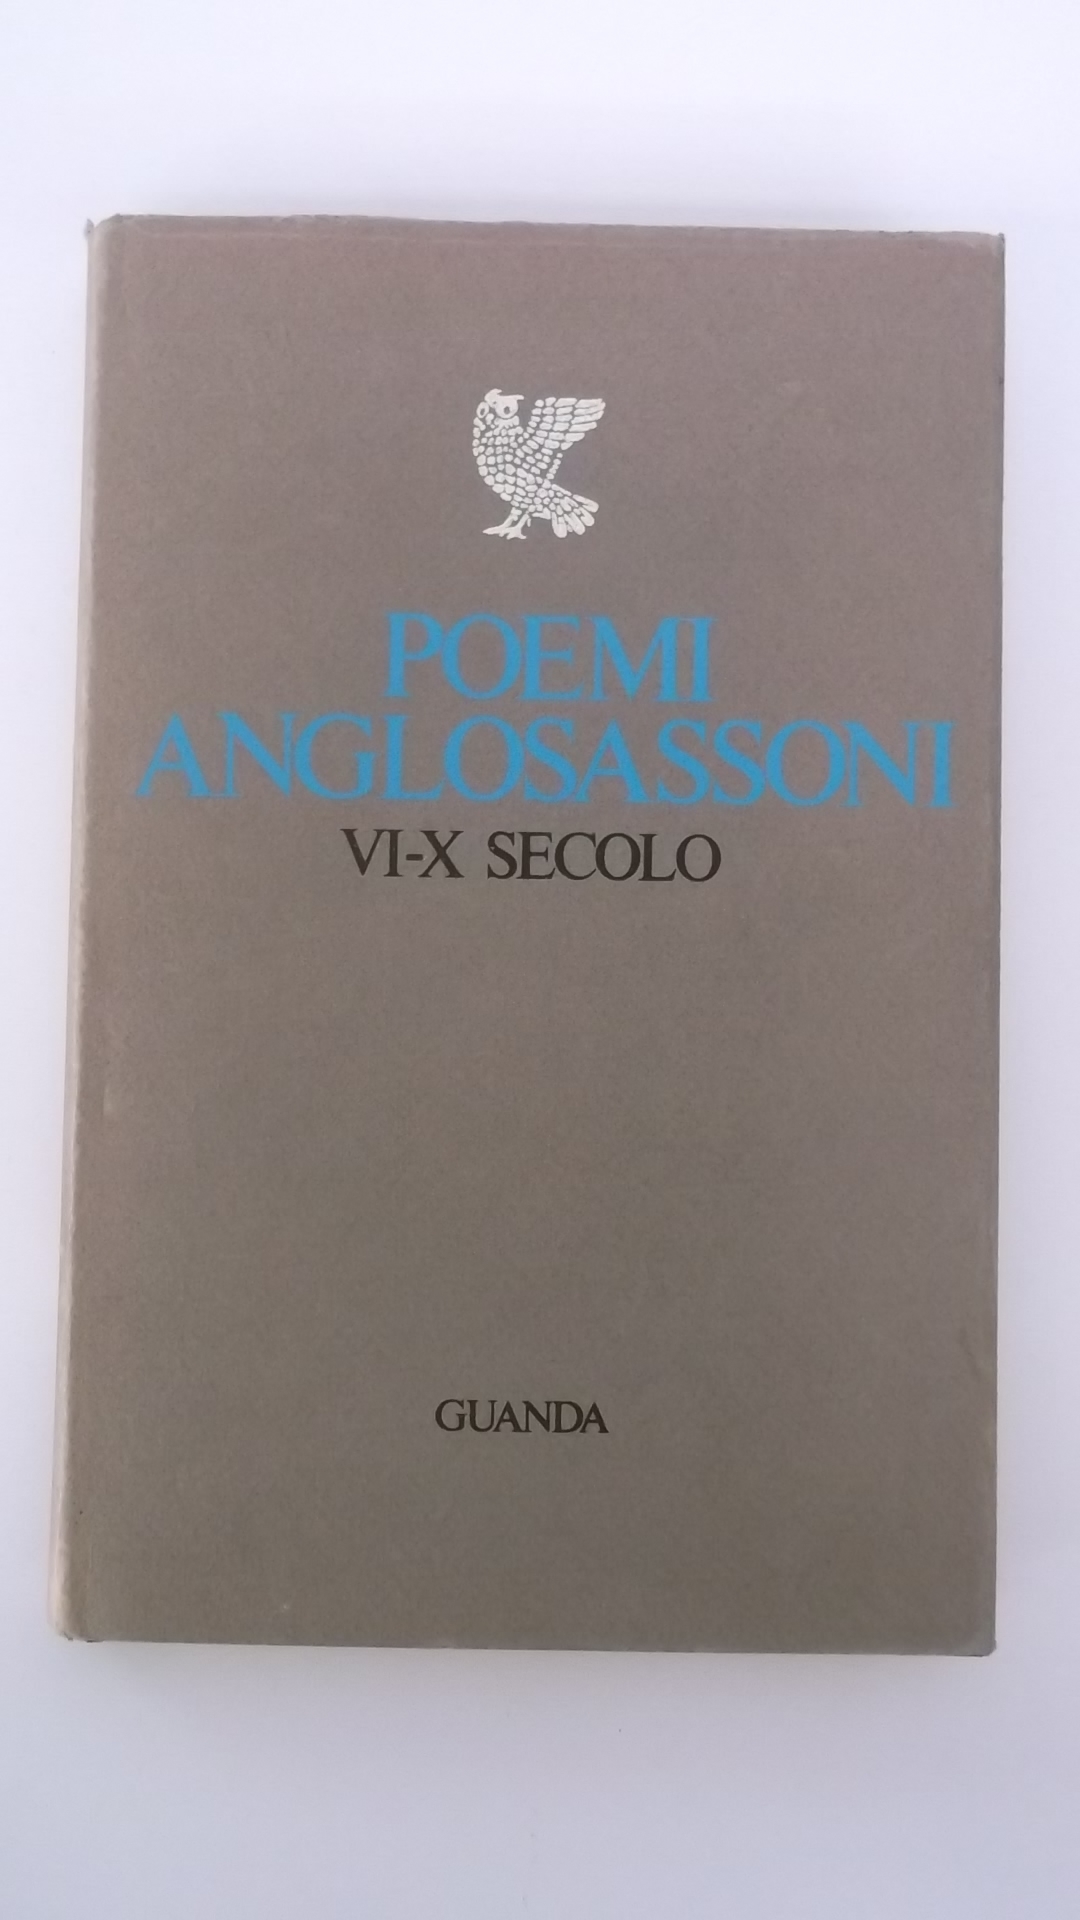 POEMI
ANGLOSASSONI
VI-X SECOLO
GUANDA